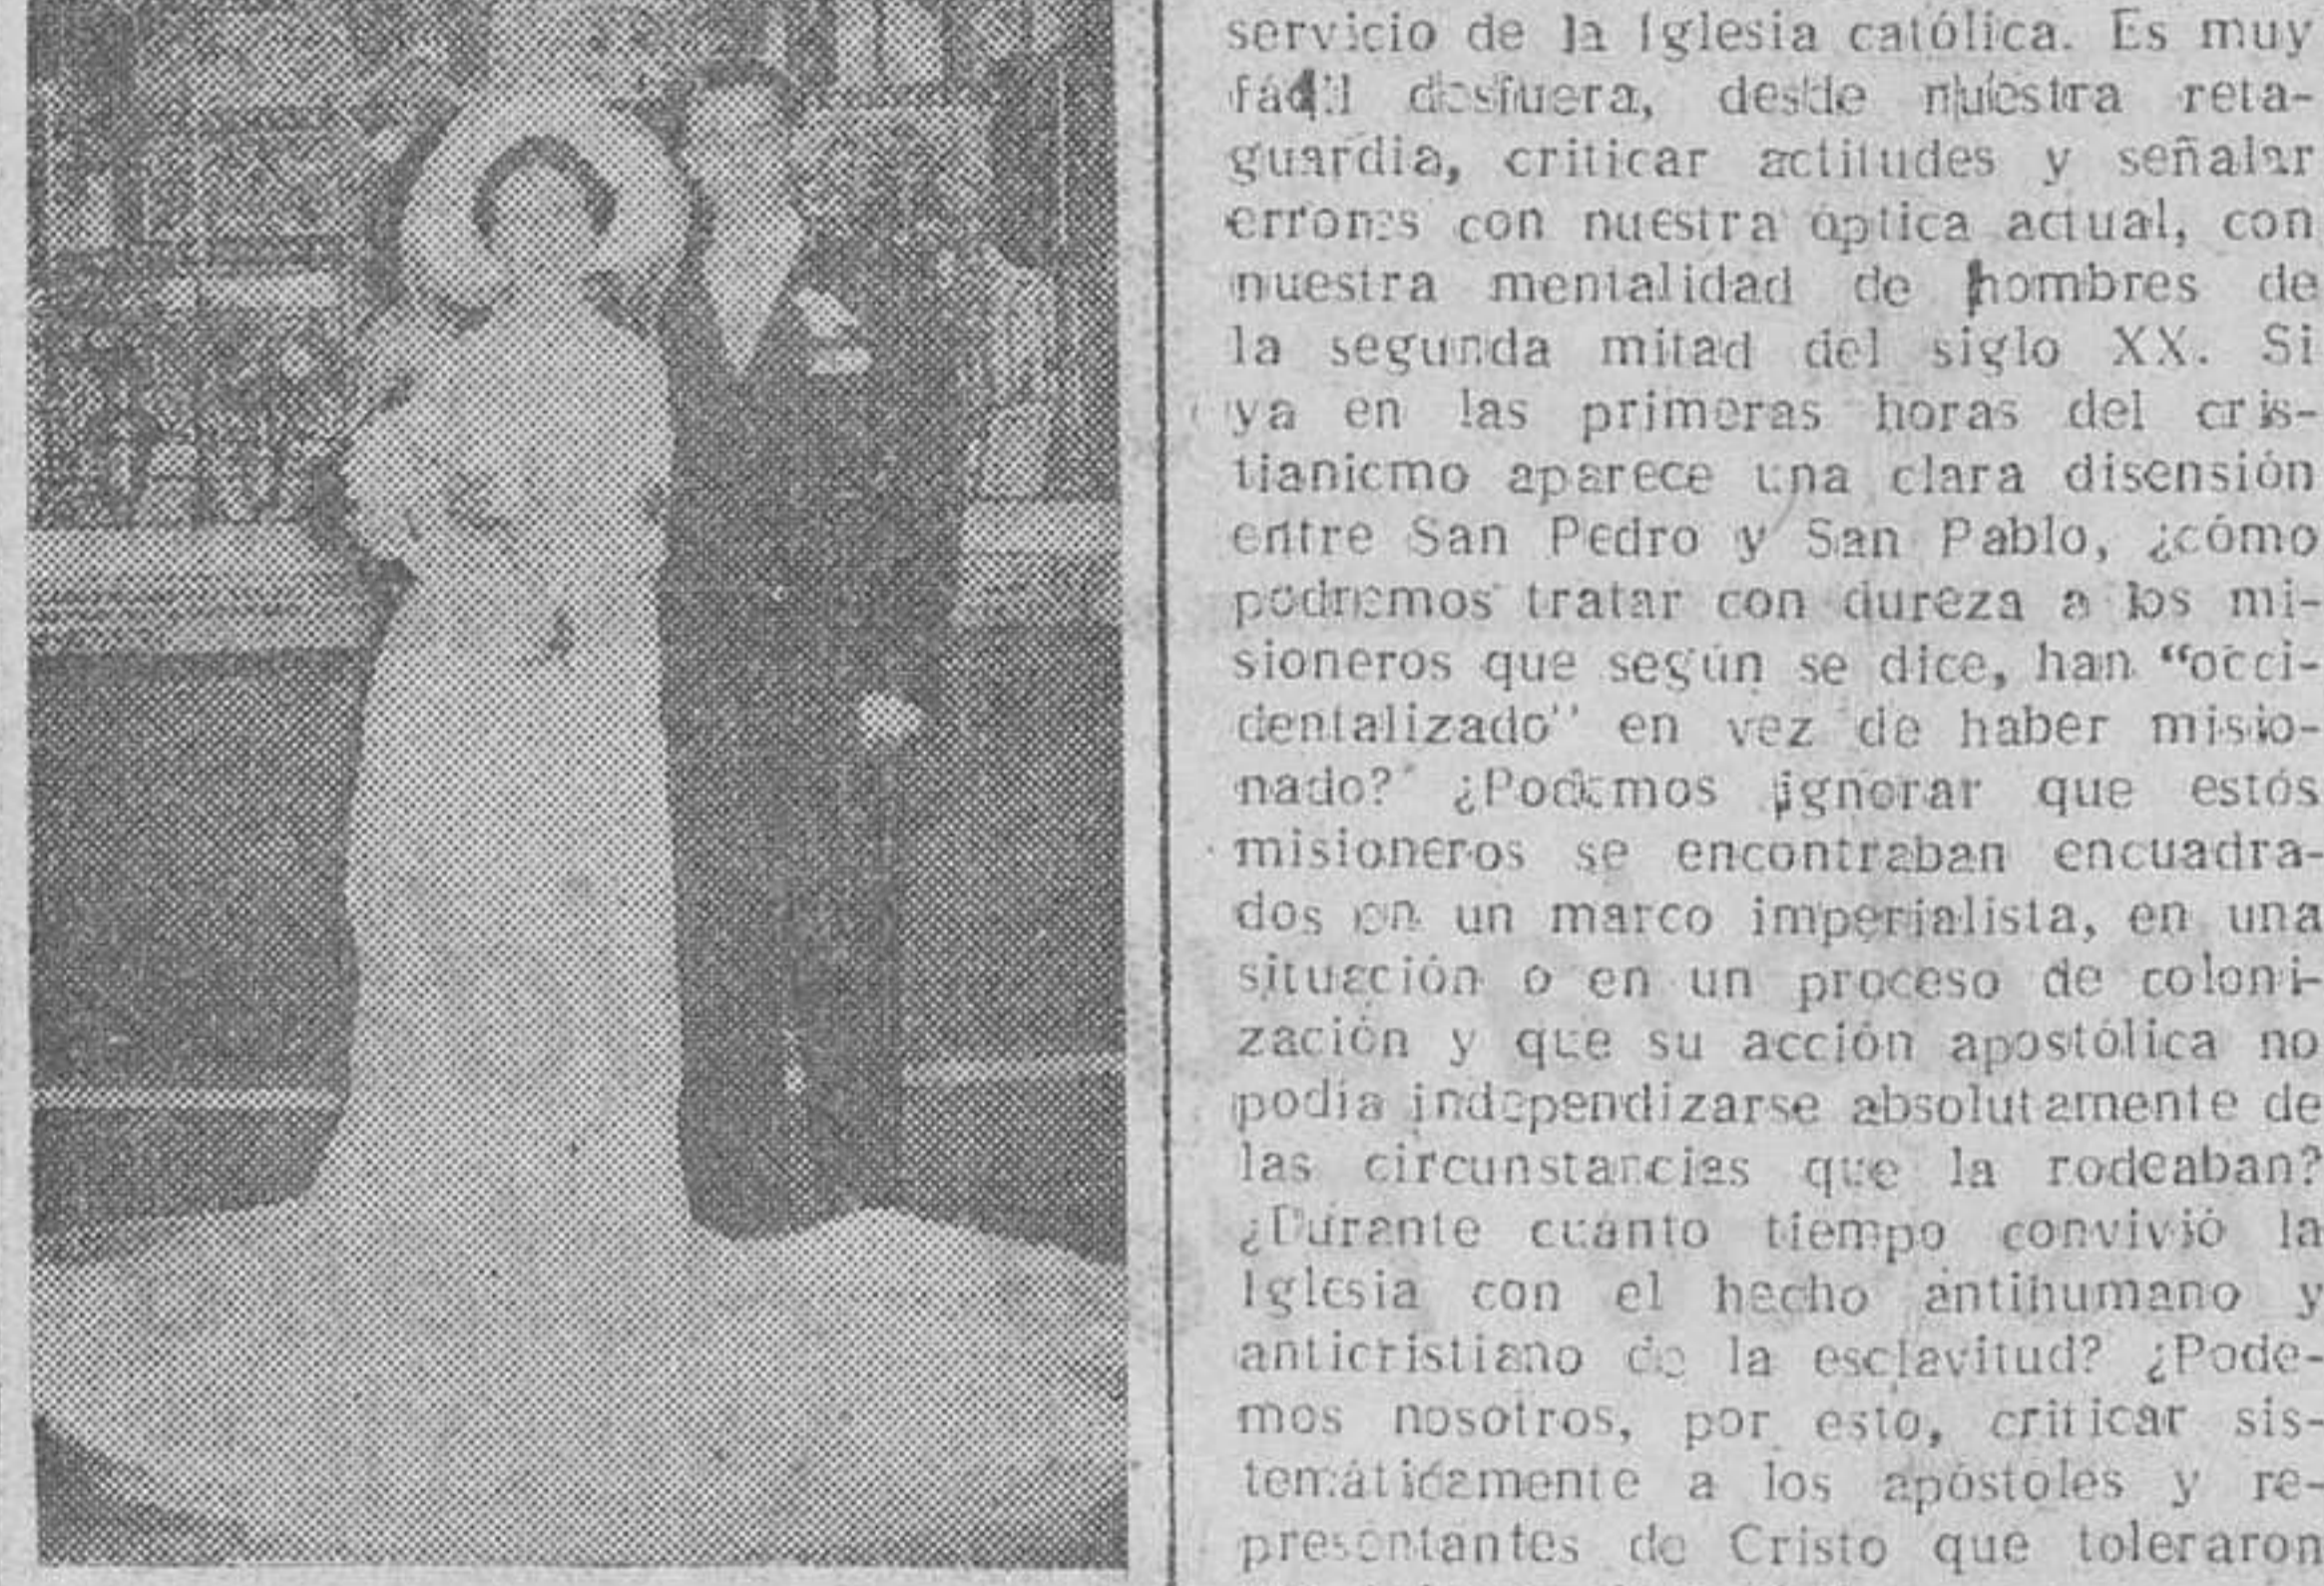 servicio de la Iglesia católica. Es muy
fácil desfuera, desde nuestra reta-
guardia, criticar actitudes y señalar
errores con nuestra óptica actual, con
nuestra mentalidad de hombres de
la segunda mitad del siglo XX. Si
ya en las primeras horas del cris-
tianicmo aparece una clara disensión
entre San Pedro y San Pablo, ¿cómo
podremos tratar con dureza a los mi-
sioneros que según se dice, han “occi-
dentalizado” en vez de haber misio-
nado? ¿Podemos ignorar que estós
misioneros se encontraban encuadra-
dos en un marco imperialista, en una
situación o en un proceso de coloni-
zación y que su acción apostólica no
podía independizarse absolutamente de
las circunstancias que la rodeaban?
¿Durante cuánto tiempo convivió la
Iglesia con el hecho antihumano y
anticristiano de la esclavitud? ¿Pode-
mos nosotros, por esto, criticar sis-
temáticamente a los apóstoles y re-
presentantes de Cristo que toleraron